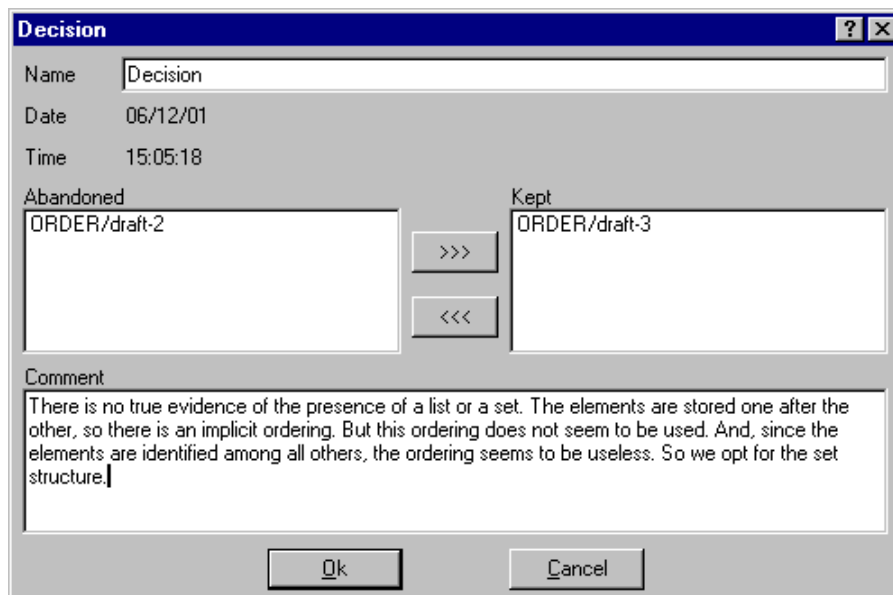 Decision
Name Decision
Date 06/12/01
Time 15:05:18
Abandoned Kept
ORDER/draft-2 ORDER/draft-3
>>>
<<<
Comment
There is no true evidence of the presence of a list or a set. The elements are stored one after the
other, so there is an implicit ordering. But this ordering does not seem to be used. And, since the
elements are identified among all others, the ordering seems to be useless. So we opt for the set
structure.
Ok Cancel